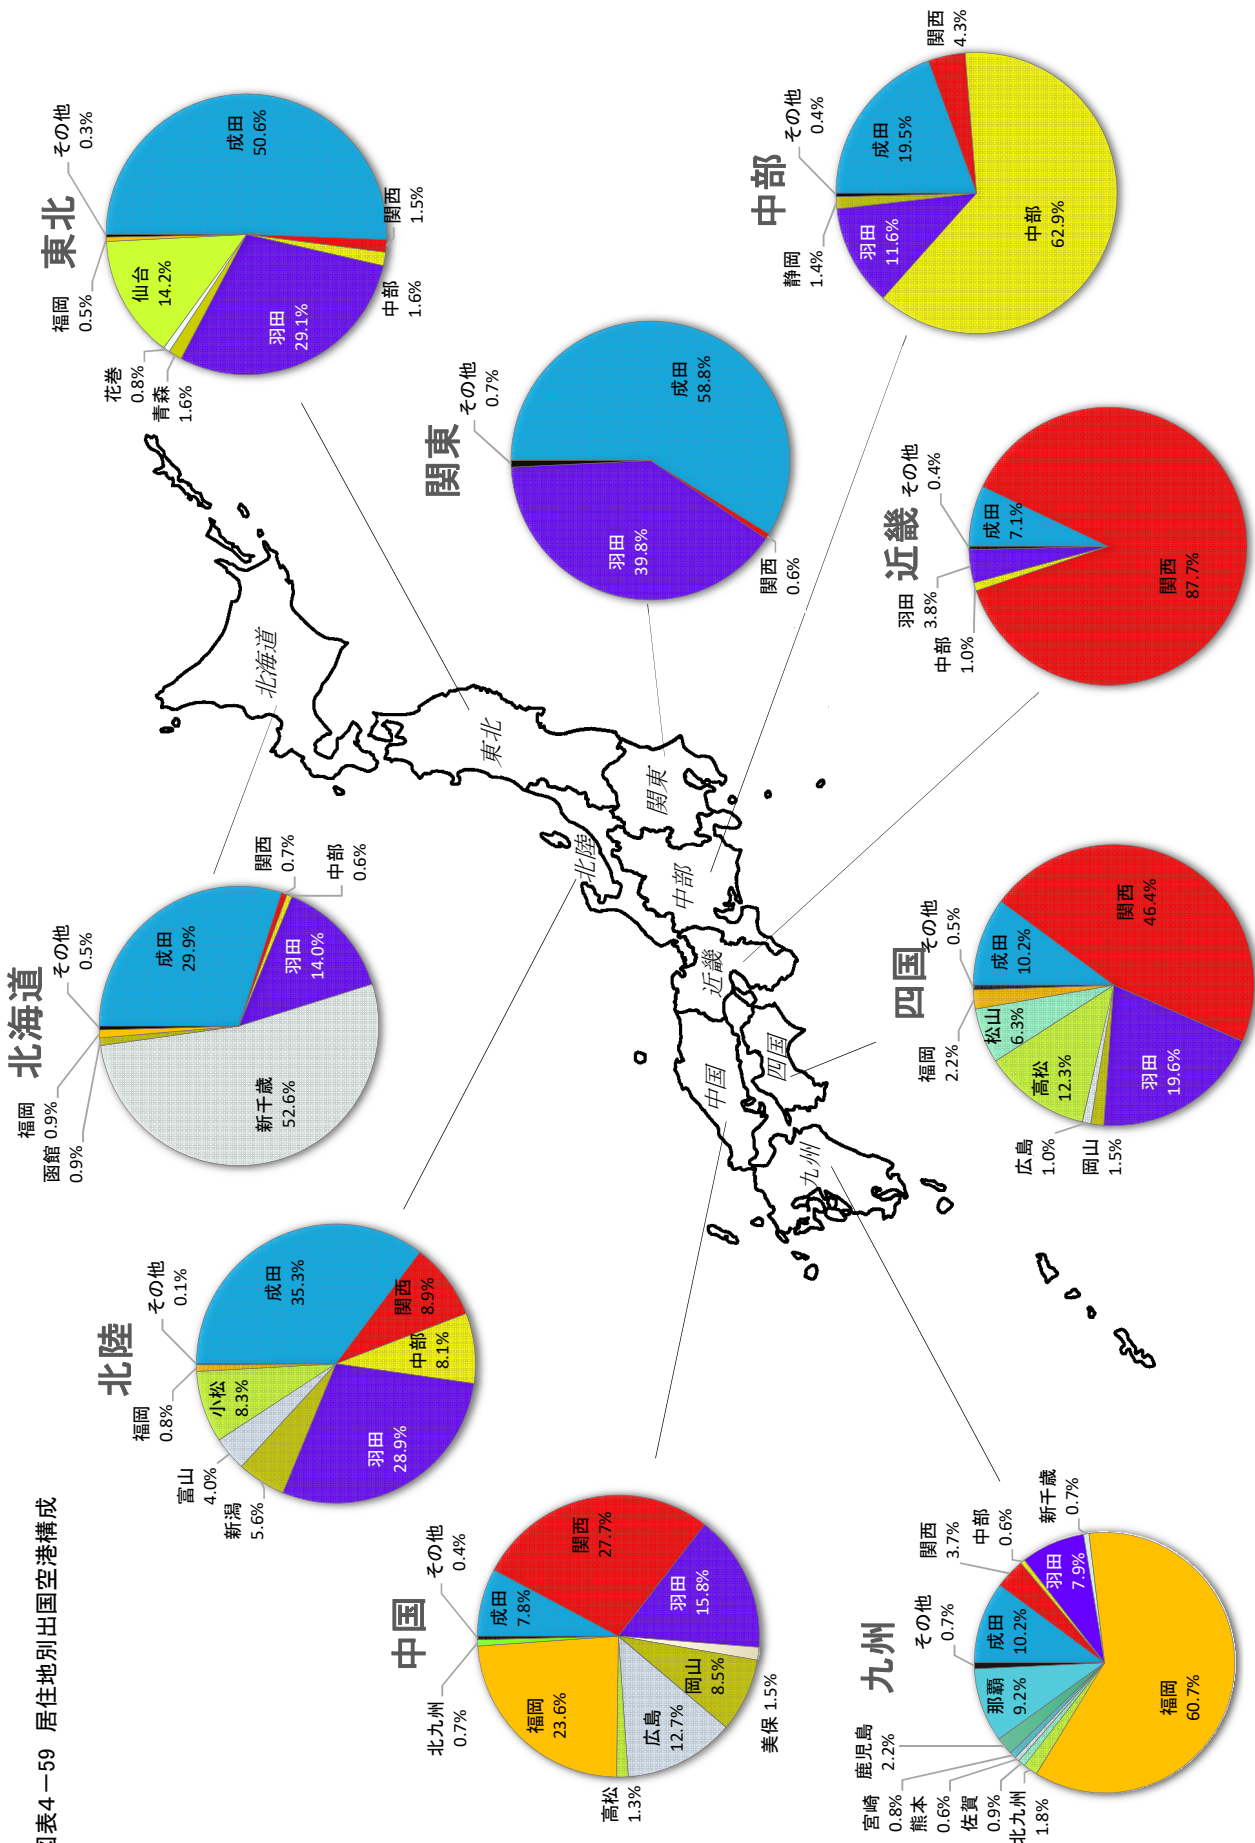 図表4－59　居住地別出国空港構成
北海道
その他
0.5%
成田
29.9%
関西
0.7%
中部
0.6%
羽田
14.0%
新千歳
52.6%
函館
0.9%
福岡
0.9%
東北
その他
0.3%
成田
50.6%
関西
1.5%
中部
1.6%
羽田
29.1%
青森
1.6%
花巻
0.8%
仙台
14.2%
福岡
0.5%
北陸
その他
0.1%
成田
35.3%
関西
8.9%
中部
8.1%
羽田
28.9%
新潟
5.6%
富山
4.0%
小松
8.3%
福岡
0.8%
関東
その他
0.7%
成田
58.8%
関西
0.6%
羽田
39.8%
中部
その他
0.4%
成田
19.5%
関西
4.3%
中部
62.9%
羽田
11.6%
静岡
1.4%
近畿
その他
0.4%
成田
7.1%
関西
87.7%
中部
1.0%
羽田
3.8%
中国
その他
0.4%
成田
7.8%
関西
27.7%
羽田
15.8%
美保 1.5%
岡山
8.5%
広島
12.7%
高松
1.3%
福岡
23.6%
北九州
0.7%
四国
その他
0.5%
成田
10.2%
関西
46.4%
羽田
19.6%
岡山
1.5%
広島
1.0%
高松
12.3%
松山
6.3%
福岡
2.2%
九州
その他
0.7%
成田
10.2%
関西
3.7%
中部
0.6%
羽田
7.9%
新千歳
0.7%
福岡
60.7%
北九州
1.8%
佐賀
0.9%
熊本
0.6%
宮崎
0.8%
鹿児島
2.2%
那覇
9.2%
北海道
東北
北陸
関東
中部
近畿
中国
四国
九州